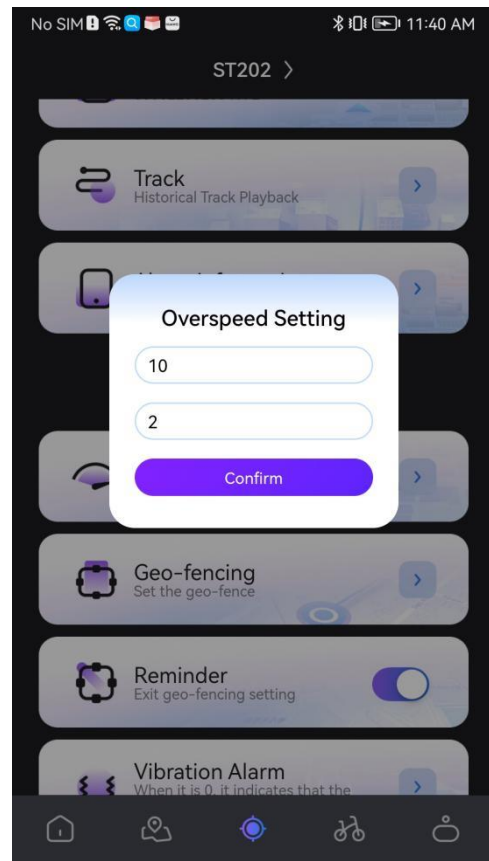 No SIM 11:40 AM
ST202 〉
Track
Historical Track Playback
Overspeed Setting
10
2
Confirm
Geo-fencing
Set the geo-fence
Reminder
Exit geo-fencing setting
Vibration Alarm
When it is 0, it indicates that the